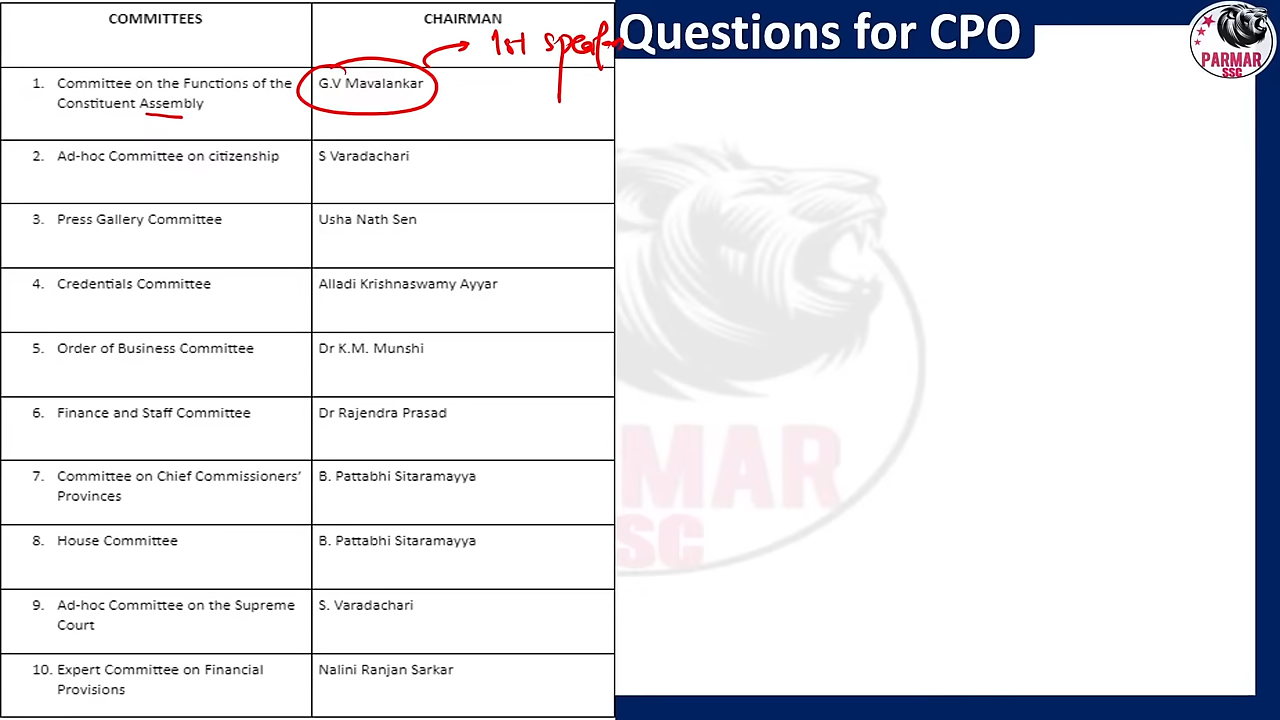 COMMITTEES CHAIRMAN
1. Committee on the Functions of the Constituent Assembly G.V Mavalankar
1st speaker
2. Ad-hoc Committee on citizenship S Varadachari
3. Press Gallery Committee Usha Nath Sen
4. Credentials Committee Alladi Krishnaswamy Ayyar
5. Order of Business Committee Dr K.M. Munshi
6. Finance and Staff Committee Dr Rajendra Prasad
7. Committee on Chief Commissioners’ Provinces B. Pattabhi Sitaramayya
8. House Committee B. Pattabhi Sitaramayya
9. Ad-hoc Committee on the Supreme Court S. Varadachari
10. Expert Committee on Financial Provisions Nalini Ranjan Sarkar
Questions for CPO
PARMAR
SSC
MAR
SSC